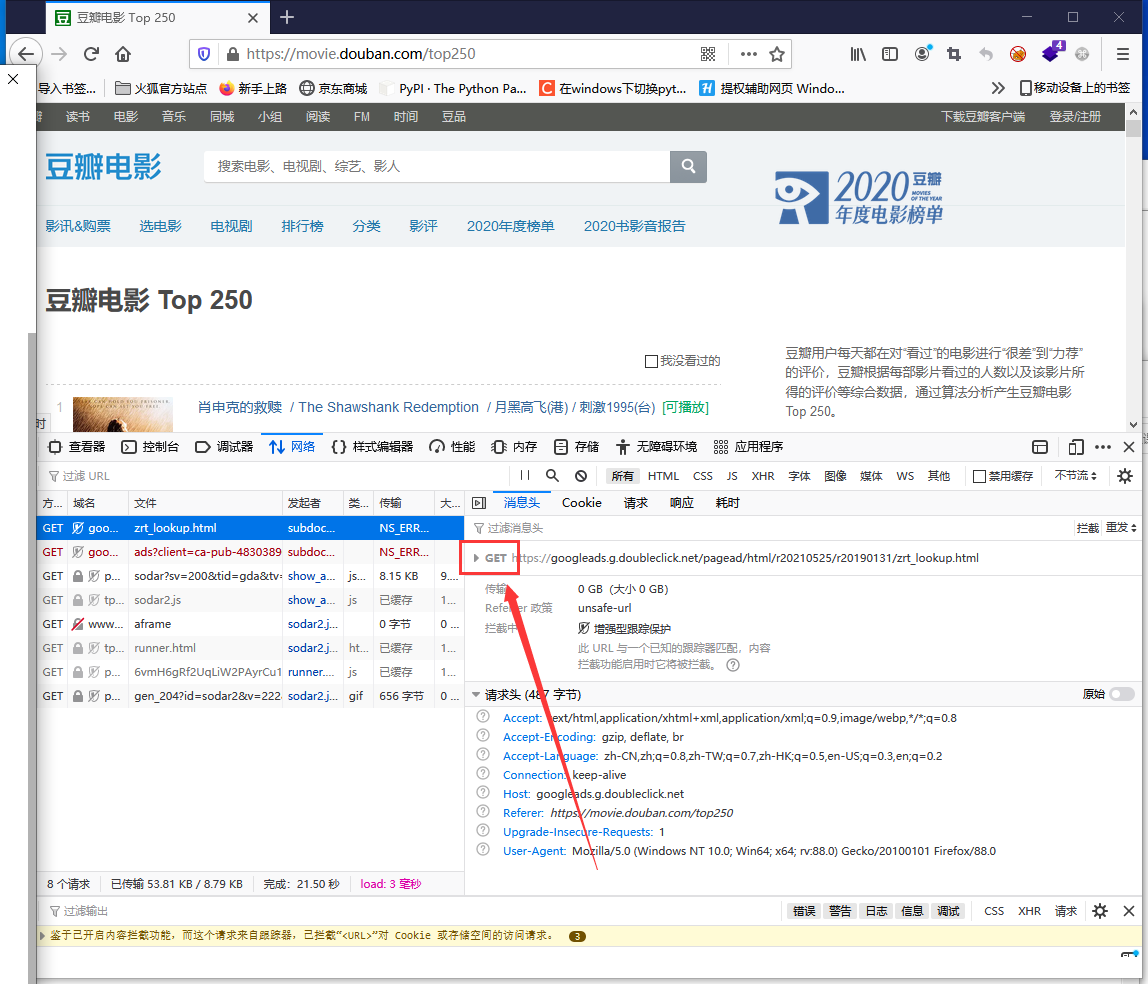 豆瓣电影 Top 250
https://movie.douban.com/top250
4
导入书签...
火狐官方站点
新手上路
京东商城
PyPI · The Python Pa...
C 在windows下切换pyt...
H 提权辅助网页 Windo...
移动设备上的书签
读书 电影 音乐 同城 小组 阅读 FM 时间 豆品 下载豆瓣客户端 登录/注册
豆瓣电影
搜索电影、电视剧、综艺、影人
2020 豆瓣
MOVIES OF THE YEAR
年度电影榜单
影讯&购票 选电影 电视剧 排行榜 分类 影评 2020年度榜单 2020书影音报告
豆瓣电影 Top 250
我没看过的
豆瓣用户每天都在对“看过”的电影进行“很差”到“力荐”
的评价，豆瓣根据每部影片看过的人数以及该影片所
得的评价等综合数据，通过算法分析产生豆瓣电影
Top 250。
1
肖申克的救赎 / The Shawshank Redemption / 月黑高飞(港) / 刺激1995(台) [可播放]
时
查看器 控制台 调试器 网络 样式编辑器 性能 内存 存储 无障碍环境 应用程序
过滤 URL
所有 HTML CSS JS XHR 字体 图像 媒体 WS 其他 禁用缓存 不节流
方... 域名 文件 发起者 类... 传输 大...
GET goo... zrt_lookup.html subdoc... NS_ERR...
GET goo... ads?client=ca-pub-4830389 subdoc... NS_ERR...
GET p... sodar?sv=200&tid=gda&tv= show_a... js... 8.15 KB 9....
GET tp... sodar2.js show_a... js 已缓存 1...
GET www... aframe sodar2.j... 0 字节 0 ...
GET tp... runner.html sodar2.j... ht... 已缓存 1...
GET p... 6vmH6gRf2UqLiW2PAyrCu1 runner.... js 已缓存 1...
GET p... gen_204?id=sodar2&v=222 sodar2.j... gif 656 字节 0 ...
8 个请求 已传输 53.81 KB / 8.79 KB 完成：21.50 秒 load: 3 毫秒
消息头 Cookie 请求 响应 耗时
过滤消息头
拦截 重发
GET https://googleads.g.doubleclick.net/pagead/html/r20210525/r20190131/zrt_lookup.html
传输 0 GB（大小 0 GB）
Referrer 政策 unsafe-url
拦截中 增强型跟踪保护
此 URL 与一个已知的跟踪器匹配，内容
拦截功能启用时它将被拦截。
请求头 (487 字节)
原始
Accept: text/html,application/xhtml+xml,application/xml;q=0.9,image/webp,*/*;q=0.8
Accept-Encoding: gzip, deflate, br
Accept-Language: zh-CN,zh;q=0.8,zh-TW;q=0.7,zh-HK;q=0.5,en-US;q=0.3,en;q=0.2
Connection: keep-alive
Host: googleads.g.doubleclick.net
Referer: https://movie.douban.com/top250
Upgrade-Insecure-Requests: 1
User-Agent: Mozilla/5.0 (Windows NT 10.0; Win64; x64; rv:88.0) Gecko/20100101 Firefox/88.0
过滤输出
错误 警告 日志 信息 调试 CSS XHR 请求
鉴于已开启内容拦截功能，而这个请求来自跟踪器，已拦截“<URL>”对 Cookie 或存储空间的访问请求。 3